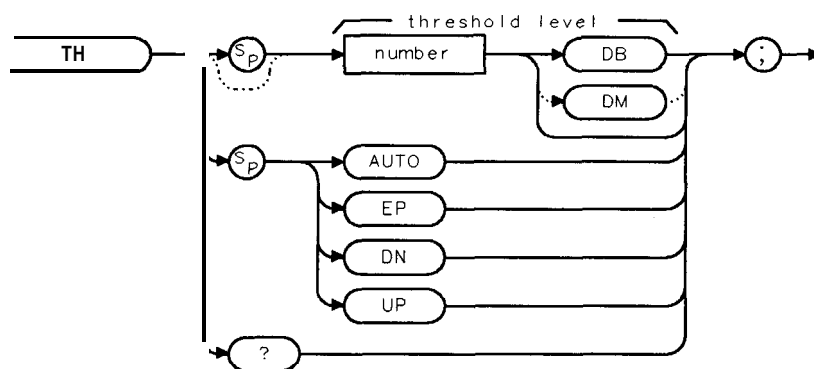 threshold level
TH
Sp
number
DB
;
DM
Sp
AUTO
EP
DN
UP
?